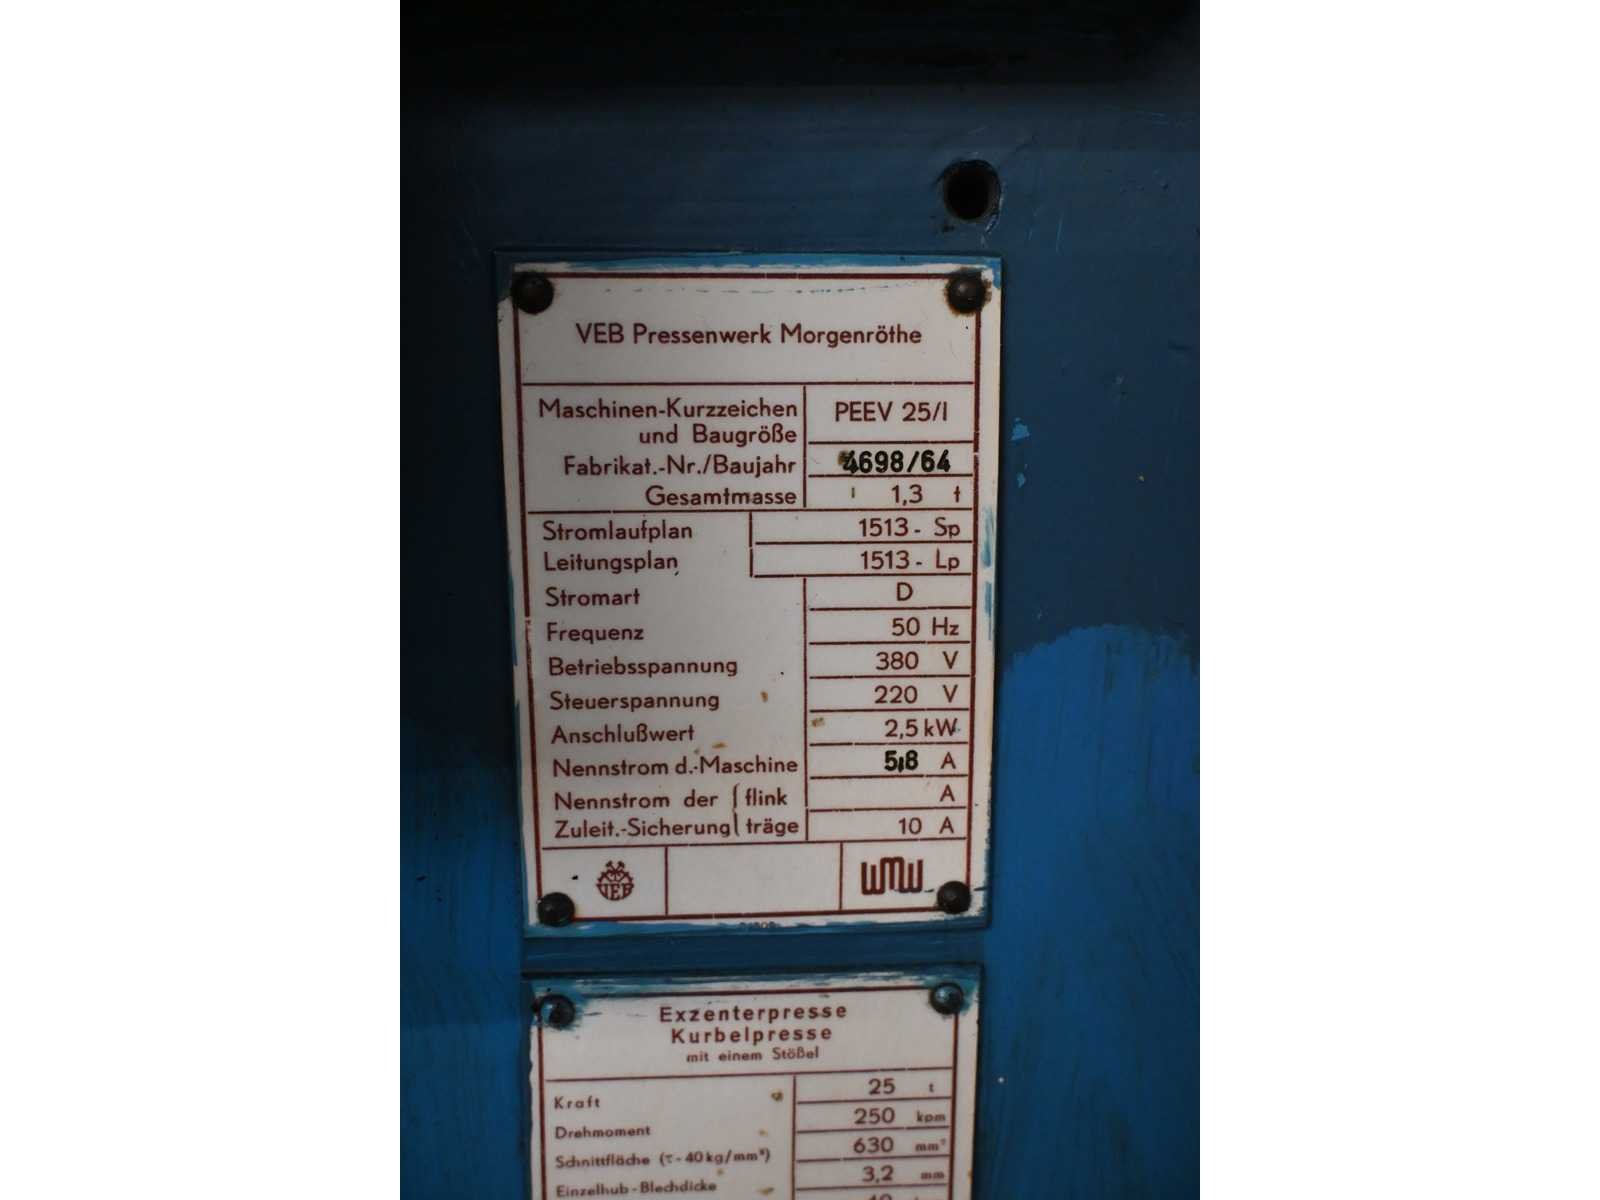 VEB Pressenwerk Morgenröthe
Maschinen-Kurzzeichen
und Baugröße PEEV 25/I
Fabrikat.-Nr./Baujahr 4698/64
Gesamtmasse 1,3 t
Stromlaufplan 1513- Sp
Leitungsplan 1513- Lp
Stromart D
Frequenz 50 Hz
Betriebsspannung 380 V
Steuerspannung 220 V
Anschlußwert 2,5 kW
Nennstrom d.-Maschine 5,8 A
Nennstrom der flink A
Zuleit.-Sicherung träge 10 A
VEB WMW
Exzenterpresse
Kurbelpresse
mit einem Stößel
Kraft 25 t
Drehmoment 250 kpm
Schnittfläche (τ-40kg/mm²) 630 mm²
Einzelhub-Blechdicke 3,2 mm